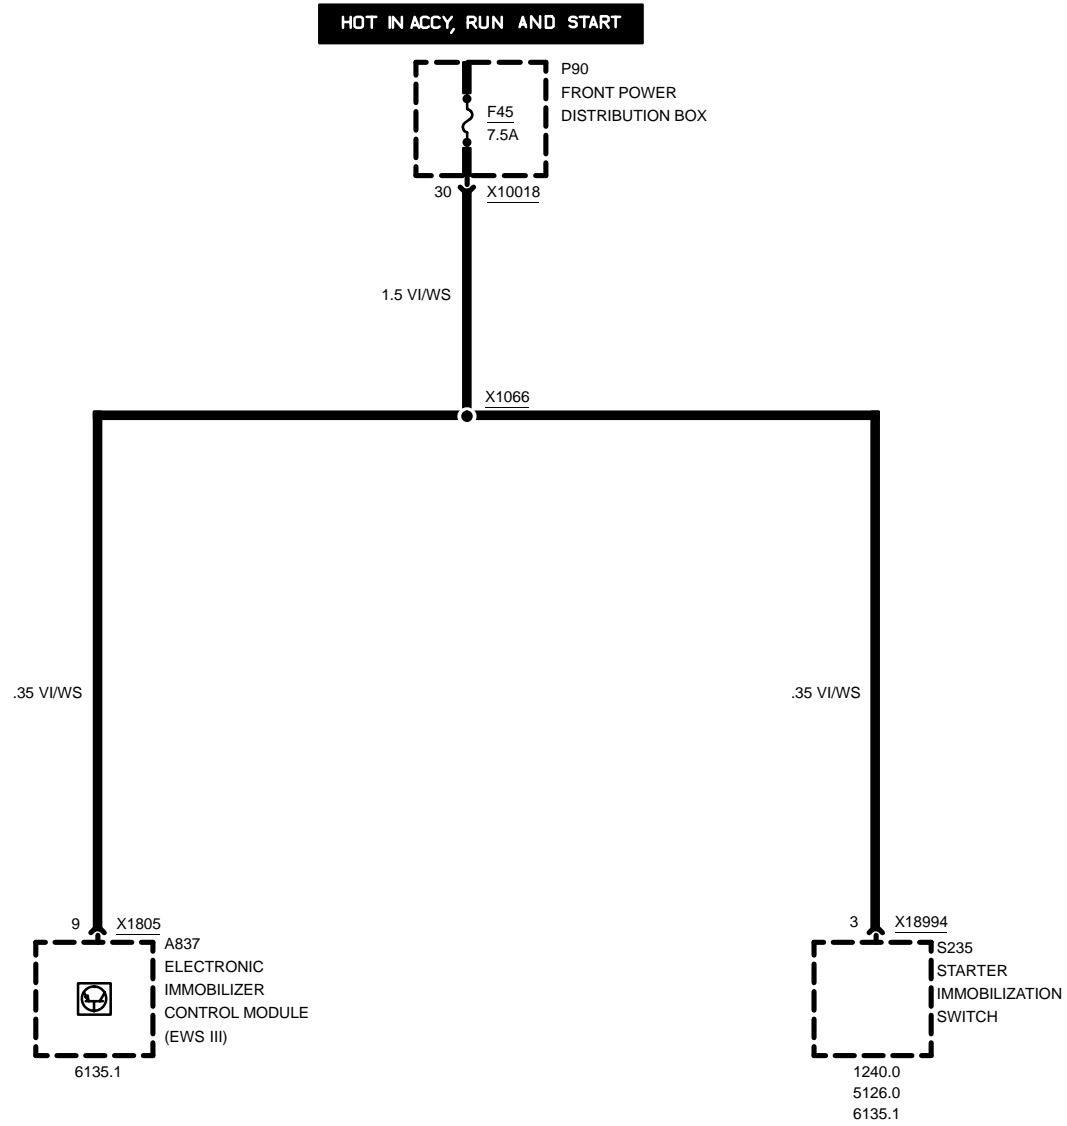 HOT IN ACCY, RUN AND START
P90
FRONT POWER
DISTRIBUTION BOX
F45
7.5A
30
X10018
1.5 VI/WS
X1066
.35 VI/WS
.35 VI/WS
9
X1805
A837
ELECTRONIC
IMMOBILIZER
CONTROL MODULE
(EWS III)
6135.1
3
X18994
S235
STARTER
IMMOBILIZATION
SWITCH
1240.0
5126.0
6135.1